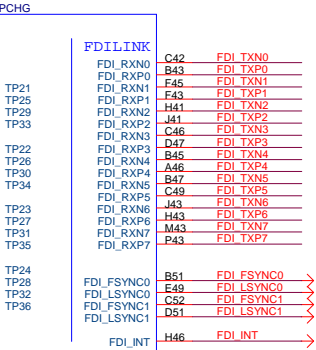 PCHG
FDILINK
FDI_RXN0 C42 FDI_TXN0
FDI_RXP0 B43 FDI_TXP0
TP21 FDI_RXN1 F45 FDI_TXN1
TP25 FDI_RXP1 F43 FDI_TXP1
TP29 FDI_RXN2 H41 FDI_TXN2
TP33 FDI_RXP2 J41 FDI_TXP2
FDI_RXN3 C46 FDI_TXN3
TP22 FDI_RXP3 D47 FDI_TXP3
TP26 FDI_RXN4 B45 FDI_TXN4
TP30 FDI_RXP4 A46 FDI_TXP4
TP34 FDI_RXN5 B47 FDI_TXN5
FDI_RXP5 C49 FDI_TXP5
TP23 FDI_RXN6 J43 FDI_TXN6
TP27 FDI_RXP6 H43 FDI_TXP6
TP31 FDI_RXN7 M43 FDI_TXN7
TP35 FDI_RXP7 P43 FDI_TXP7
TP24
TP28 FDI_FSYNC0 B51 FDI_FSYNC0
TP32 FDI_LSYNC0 E49 FDI_LSYNC0
TP36 FDI_FSYNC1 C52 FDI_FSYNC1
FDI_LSYNC1 D51 FDI_LSYNC1
FDI_INT H46 FDI_INT